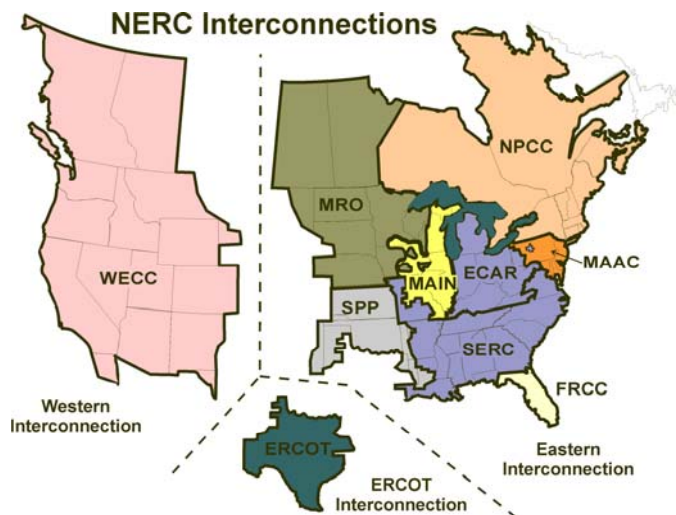 NERC Interconnections
NPCC
MRO
MAAC
WECC
MAIN
ECAR
SPP
SERC
FRCC
Western
Interconnection
ERCOT
Eastern
Interconnection
ERCOT
Interconnection